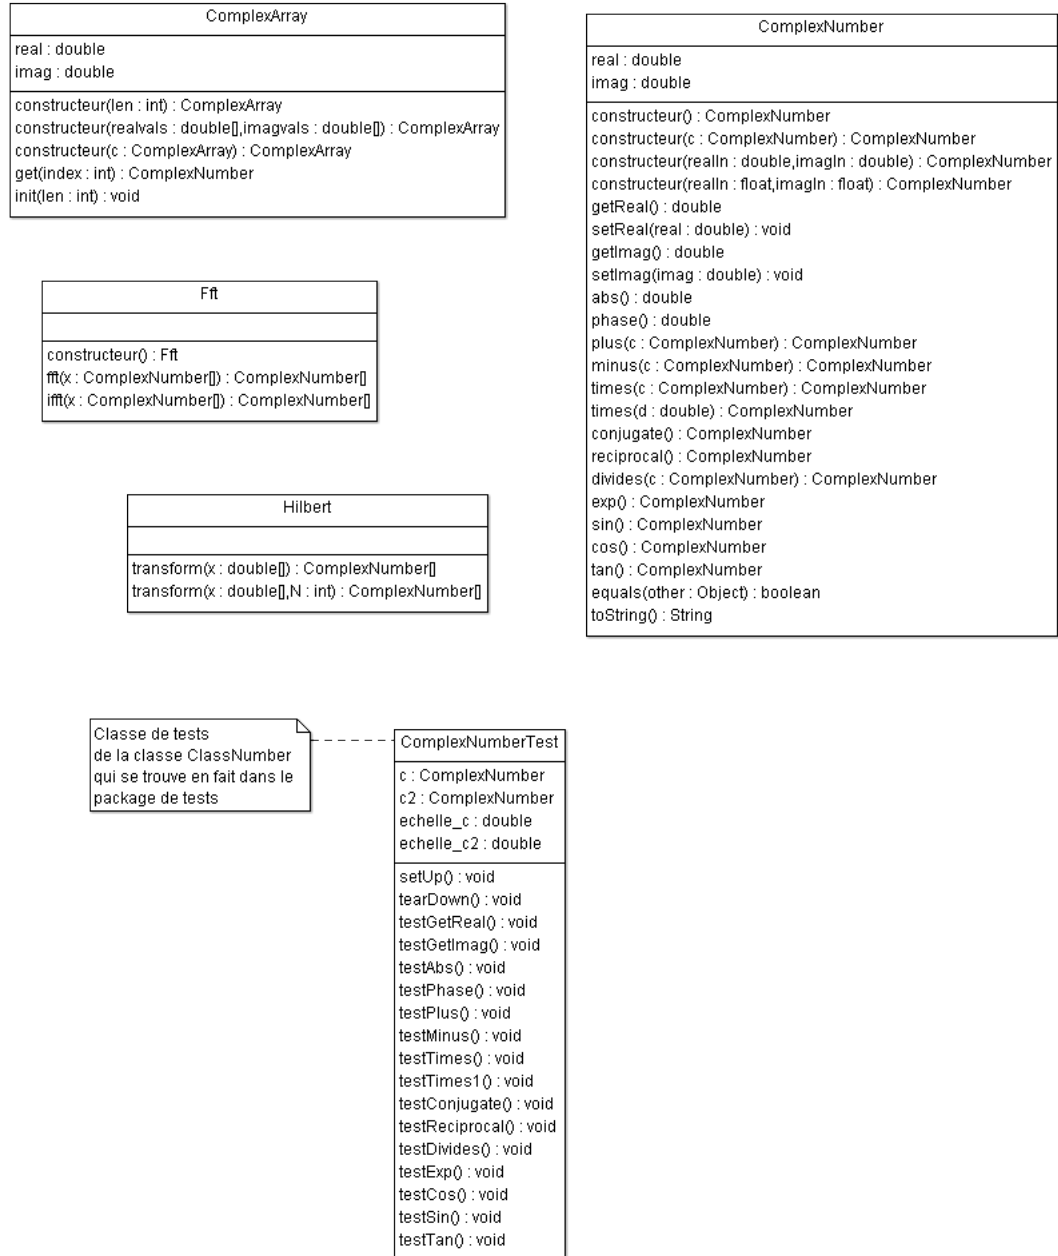 ComplexArray
real : double
imag : double
constructeur(len : int) : ComplexArray
constructeur(realvals : double[],imagvals : double[]) : ComplexArray
constructeur(c : ComplexArray) : ComplexArray
get(index : int) : ComplexNumber
init(len : int) : void
ComplexNumber
real : double
imag : double
constructeur() : ComplexNumber
constructeur(c : ComplexNumber) : ComplexNumber
constructeur(realIn : double,imagIn : double) : ComplexNumber
constructeur(realIn : float,imagIn : float) : ComplexNumber
getReal() : double
setReal(real : double) : void
getImag() : double
setImag(imag : double) : void
abs() : double
phase() : double
plus(c : ComplexNumber) : ComplexNumber
minus(c : ComplexNumber) : ComplexNumber
times(c : ComplexNumber) : ComplexNumber
times(d : double) : ComplexNumber
conjugate() : ComplexNumber
reciprocal() : ComplexNumber
divides(c : ComplexNumber) : ComplexNumber
exp() : ComplexNumber
sin() : ComplexNumber
cos() : ComplexNumber
tan() : ComplexNumber
equals(other : Object) : boolean
toString() : String
Fft
constructeur() : Fft
fft(x : ComplexNumber[]) : ComplexNumber[]
ifft(x : ComplexNumber[]) : ComplexNumber[]
Hilbert
transform(x : double[]) : ComplexNumber[]
transform(x : double[],N : int) : ComplexNumber[]
Classe de tests
de la classe ClassNumber
qui se trouve en fait dans le
package de tests
ComplexNumberTest
c : ComplexNumber
c2 : ComplexNumber
echelle_c : double
echelle_c2 : double
setUp() : void
tearDown() : void
testGetReal() : void
testGetImag() : void
testAbs() : void
testPhase() : void
testPlus() : void
testMinus() : void
testTimes() : void
testTimes1() : void
testConjugate() : void
testReciprocal() : void
testDivides() : void
testExp() : void
testCos() : void
testSin() : void
testTan() : void